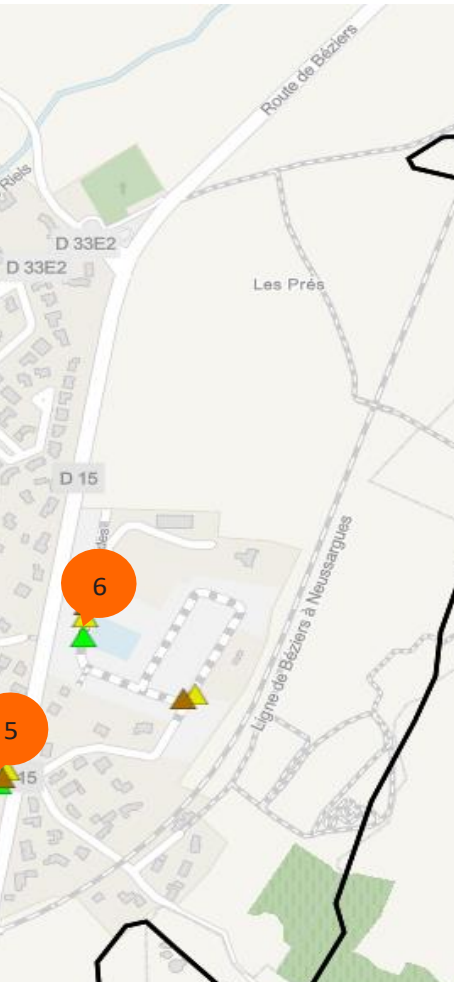 Route de Béziers
Riels
D 33E2
D 33E2
Les Prés
D 15
6
Ligne de Béziers à Neussargues
5
15